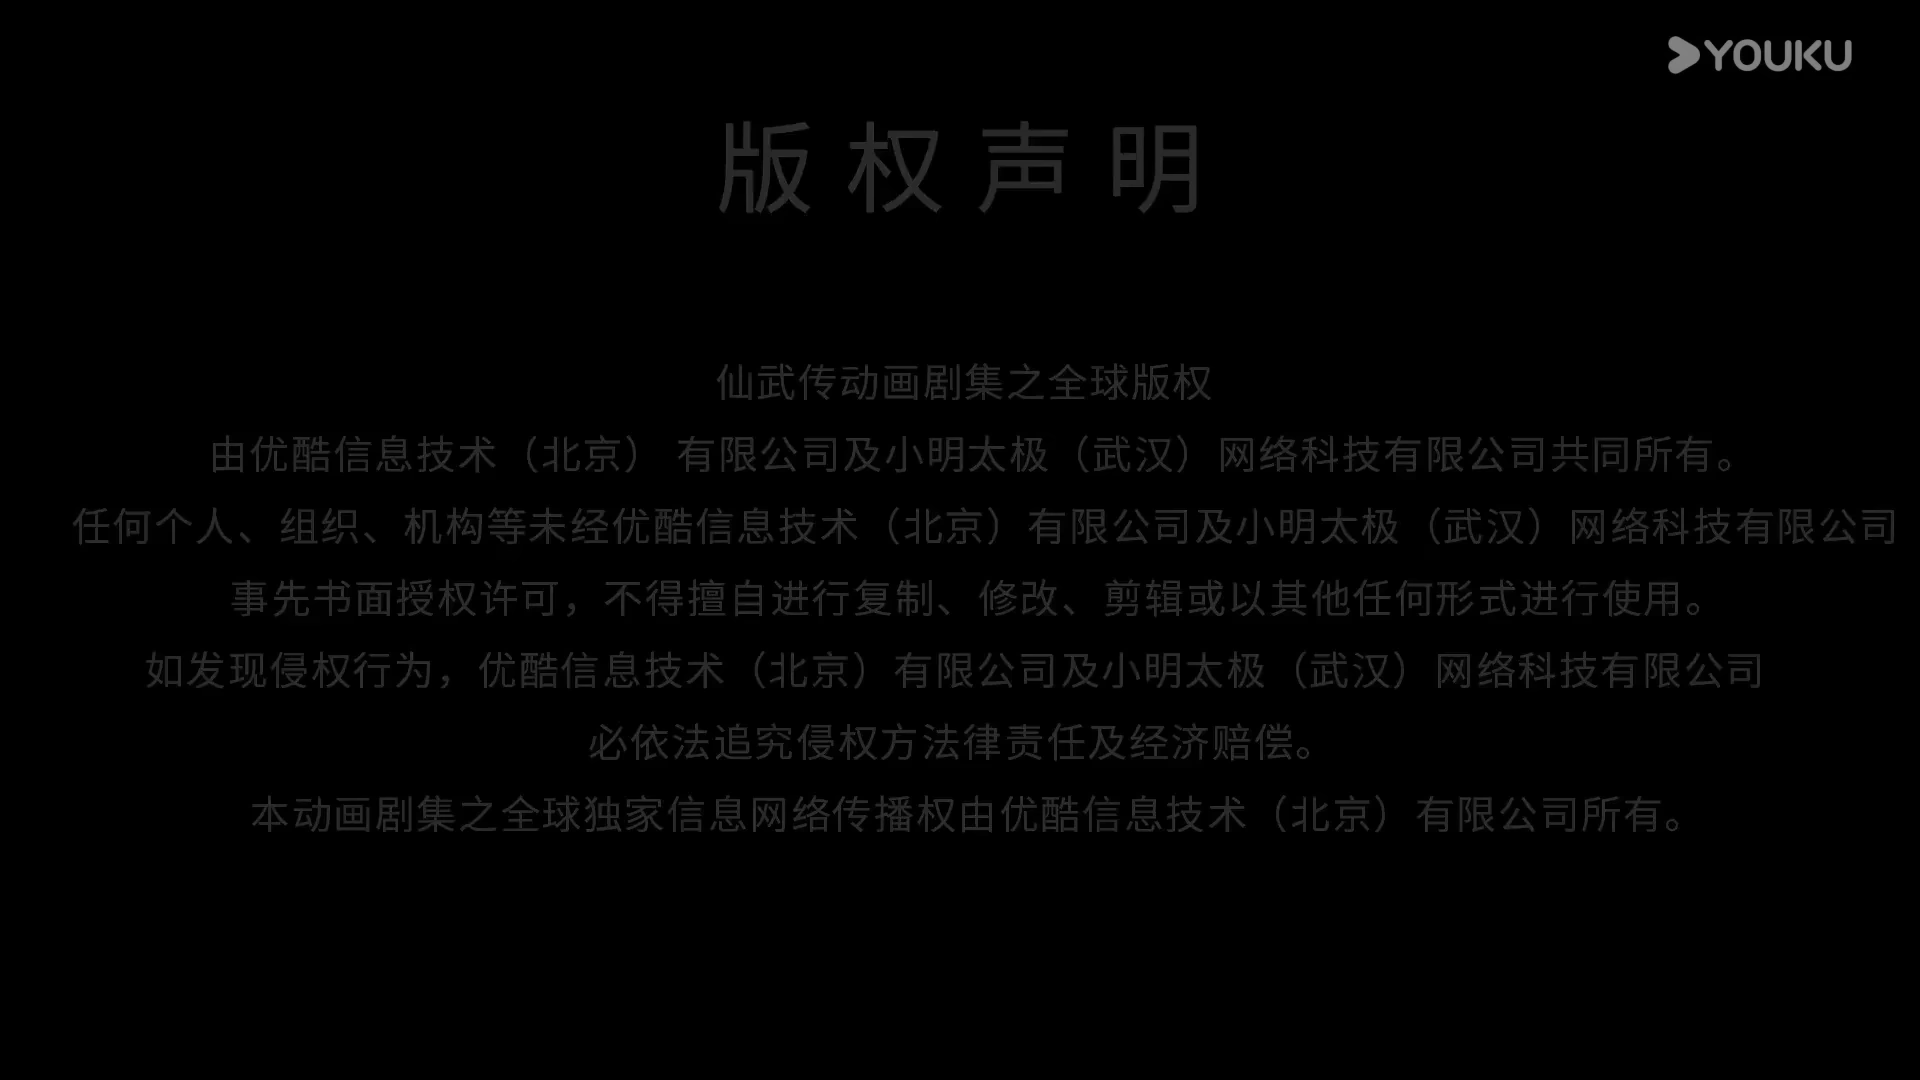 YOUKU
版权声明
仙武传动画剧集之全球版权
由优酷信息技术（北京） 有限公司及小明太极（武汉）网络科技有限公司共同所有。
任何个人、组织、机构等未经优酷信息技术（北京）有限公司及小明太极（武汉）网络科技有限公司
事先书面授权许可，不得擅自进行复制、修改、剪辑或以其他任何形式进行使用。
如发现侵权行为，优酷信息技术（北京）有限公司及小明太极（武汉）网络科技有限公司
必依法追究侵权方法律责任及经济赔偿。
本动画剧集之全球独家信息网络传播权由优酷信息技术（北京）有限公司所有。